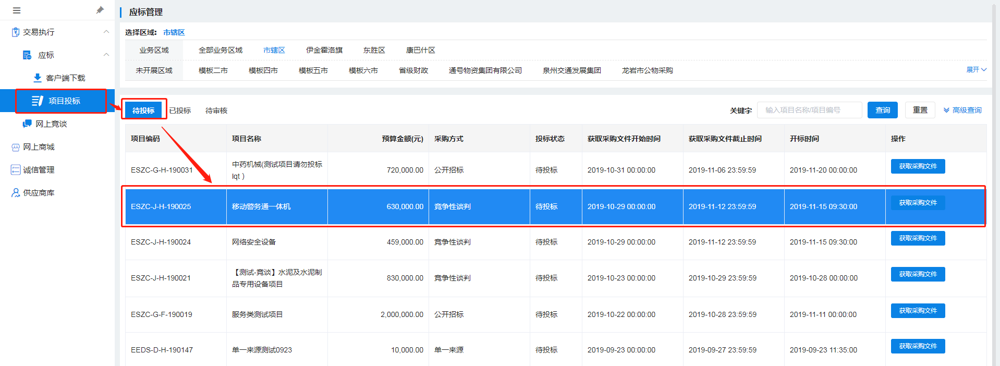 交易执行
应标
客户端下载
项目投标
网上竞谈
网上商城
诚信管理
供应商库
应标管理
选择区域: 市辖区
业务区域 全部业务区域 市辖区 伊金霍洛旗 东胜区 康巴什区
未开展区域 模板二市 模板四市 模板五市 模板六市 省级财政 通号物资集团有限公司 泉州交通发展集团 龙岩市公物采购 展开
待投标 已投标 待审核 关键字 输入项目名称/项目编号 查询 重置 高级查询
项目编码 项目名称 预算金额(元) 采购方式 投标状态 获取采购文件开始时间 获取采购文件截止时间 开标时间 操作
ESZC-G-H-190031 中药机械(测试项目请勿投标 720,000.00 公开招标 待投标 2019-10-31 00:00:00 2019-11-06 23:59:59 2019-11-20 00:00:00 获取采购文件
lqt )
ESZC-J-H-190025 移动警务通一体机 630,000.00 竞争性谈判 待投标 2019-10-29 00:00:00 2019-11-12 23:59:59 2019-11-15 09:30:00 获取采购文件
ESZC-J-H-190024 网络安全设备 459,000.00 竞争性谈判 待投标 2019-10-29 00:00:00 2019-11-12 23:59:59 2019-11-15 09:30:00 获取采购文件
ESZC-J-H-190021 【测试-竞谈】水泥及水泥制 830,000.00 竞争性谈判 待投标 2019-10-23 00:00:00 2019-10-29 23:59:59 2019-10-28 00:00:00 获取采购文件
品专用设备项目
ESZC-G-F-190019 服务类测试项目 2,000,000.00 公开招标 待投标 2019-10-22 00:00:00 2019-10-28 23:59:59 2019-11-11 00:00:00 获取采购文件
EEDS-D-H-190147 单一来源测试0923 10,000.00 单一来源 待投标 2019-09-23 00:00:00 2019-09-27 23:59:59 2019-09-23 11:35:00 获取采购文件